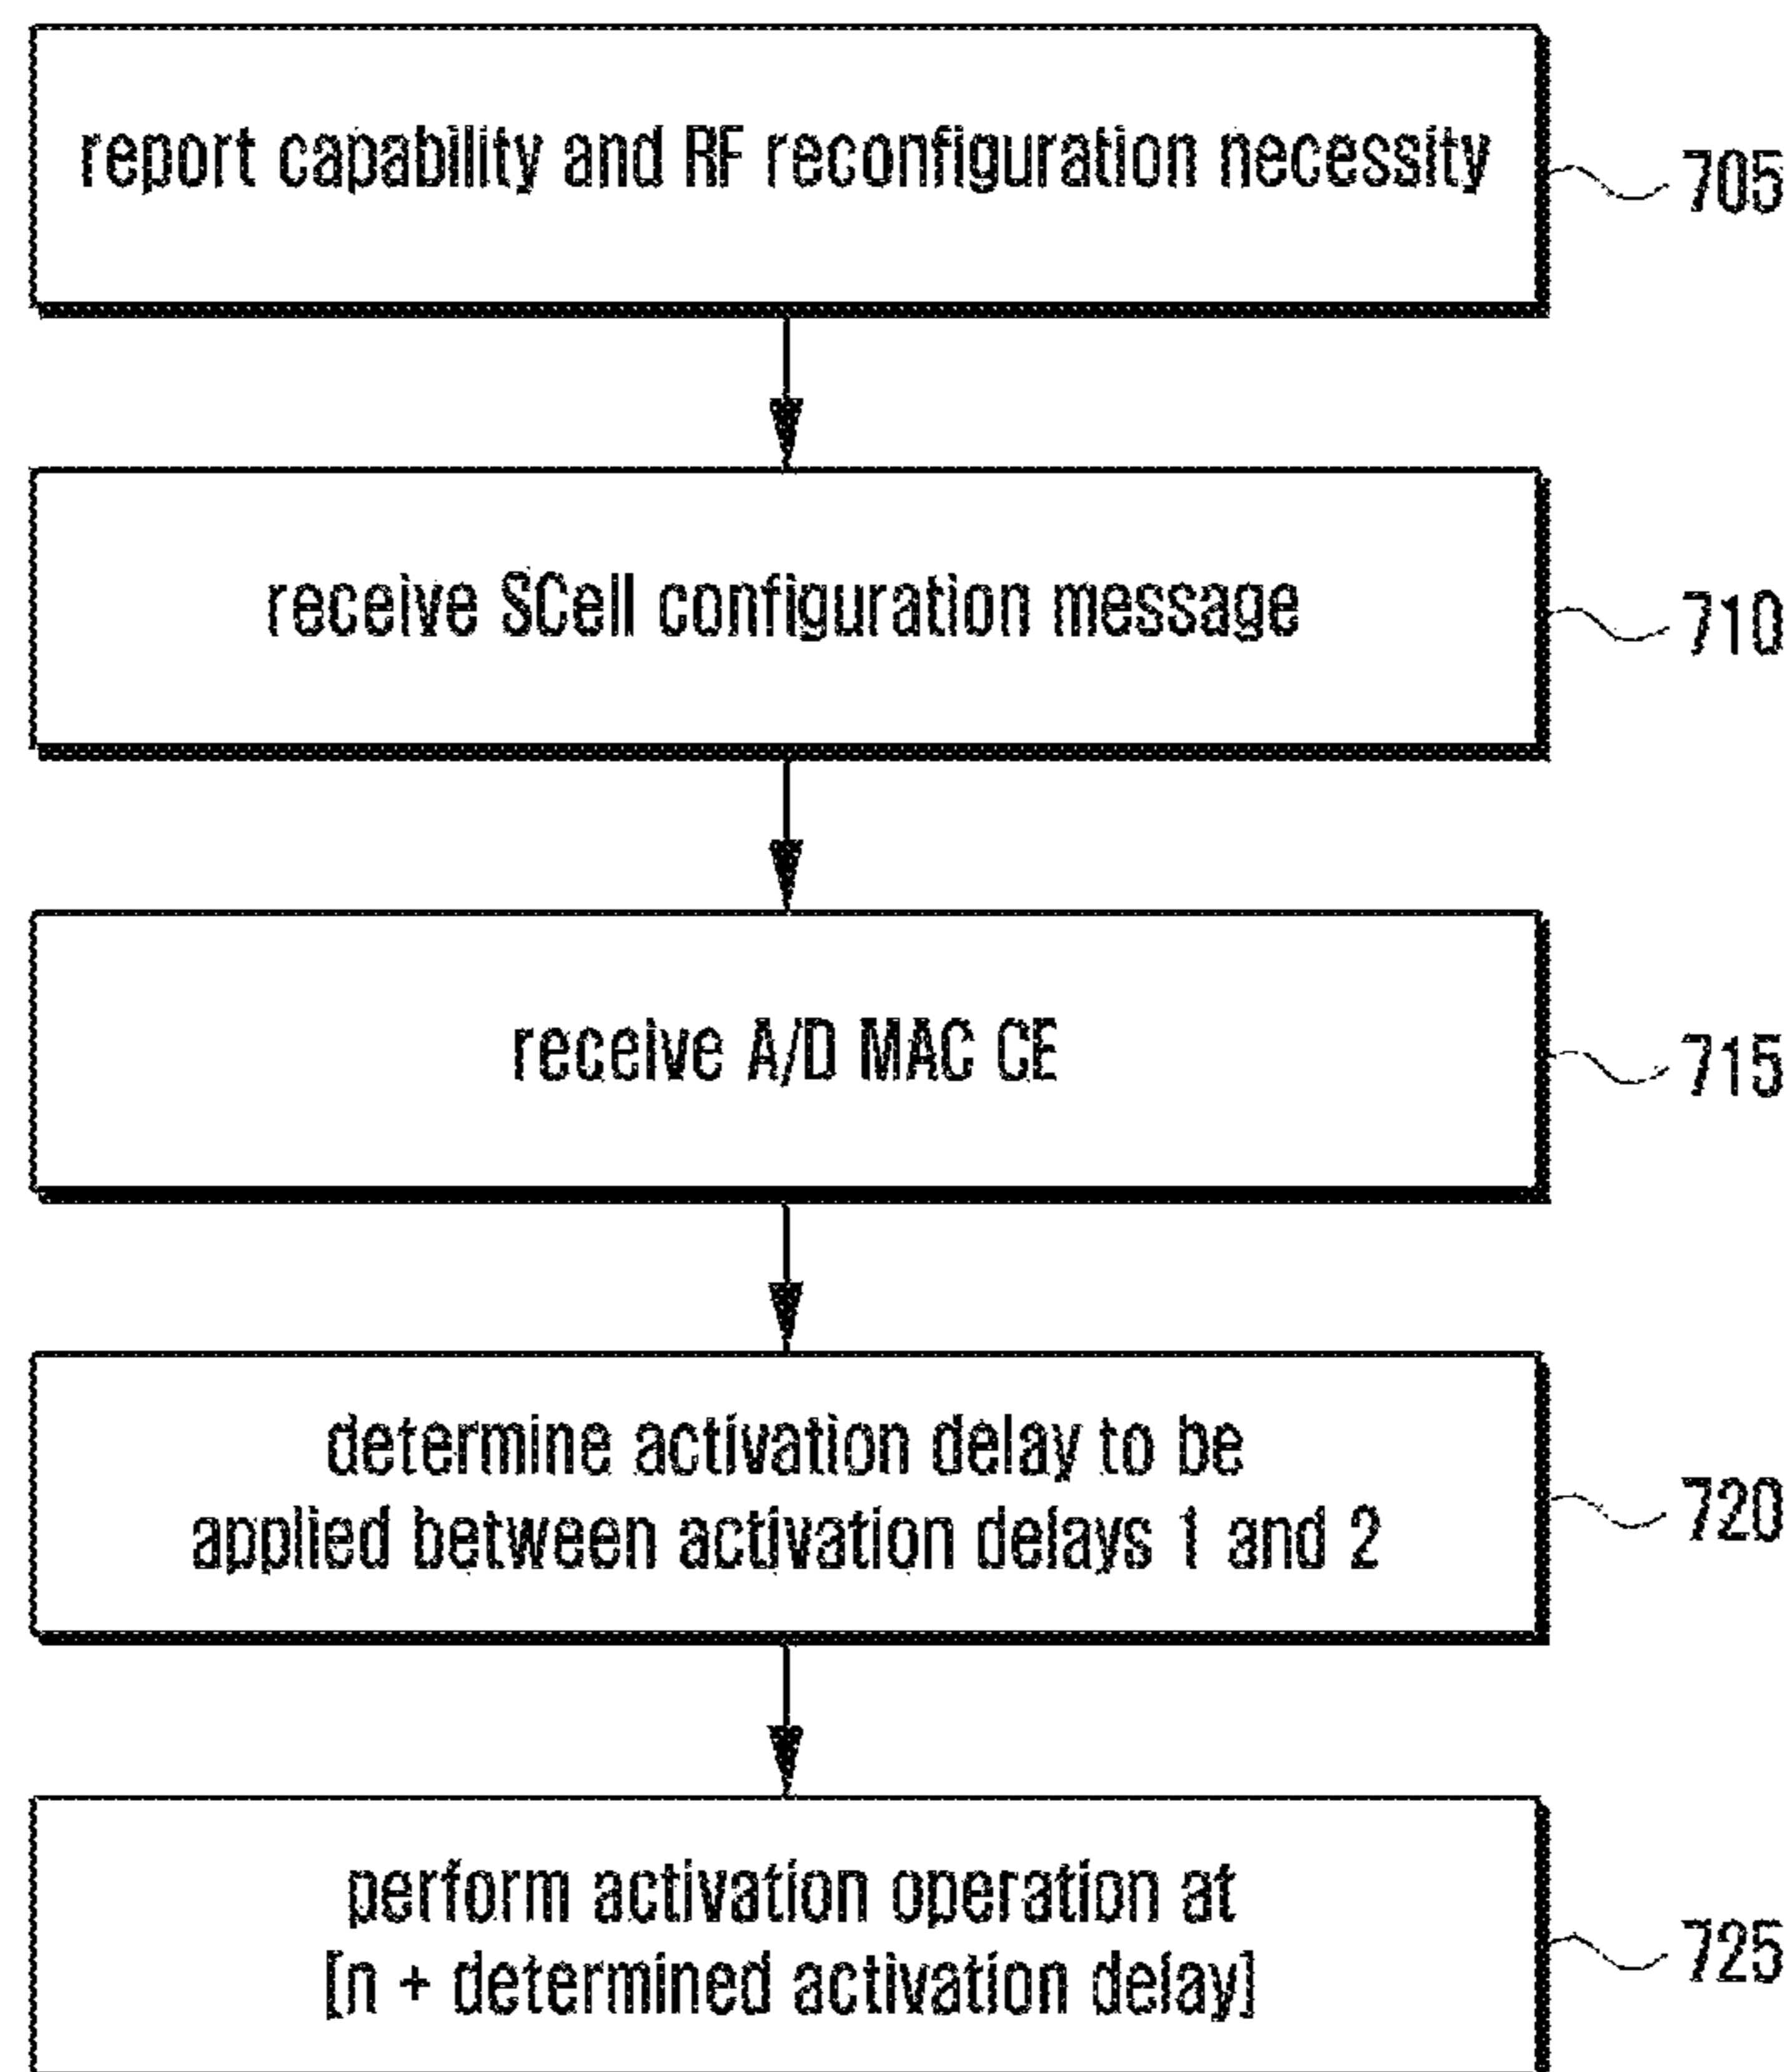 report capability and RF reconfiguration necessity
705
receive SCell configuration message
710
receive A/D MAC CE
715
determine activation delay to be
applied between activation delays 1 and 2
720
perform activation operation at
[n + determined activation delay]
725